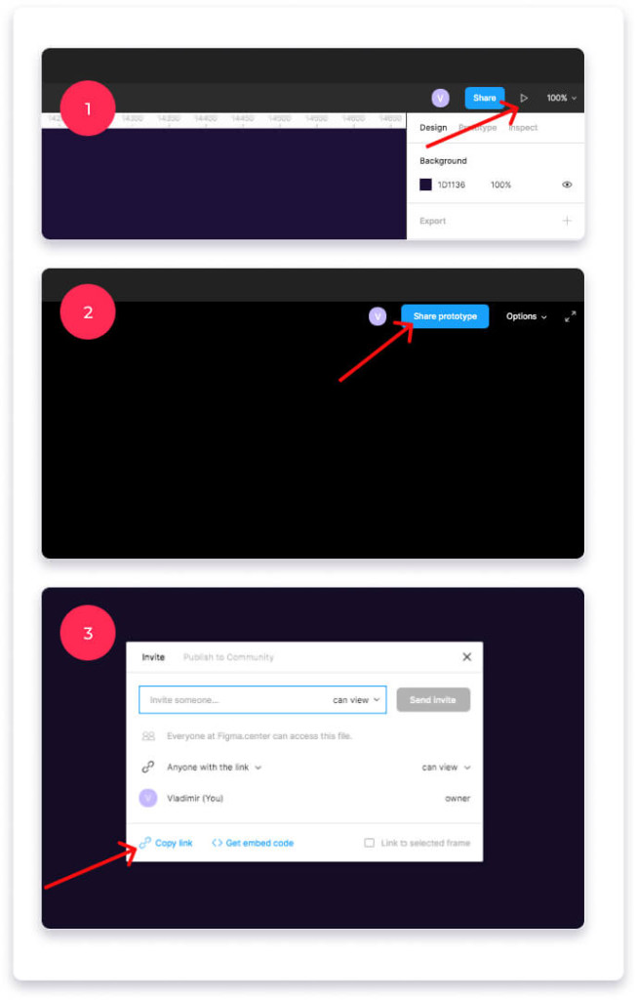 1
V
Share
100%
14250 14300 14350 14400 14450 14500 14550 14600 14650
Design Prototype Inspect
Background
1D1136 100%
Export
2
V
Share prototype
Options
3
Invite Publish to Community
Invite someone... can view
Send invite
Everyone at Figma.center can access this file.
Anyone with the link can view
V
Vladimir (You) owner
Copy link <> Get embed code Link to selected frame